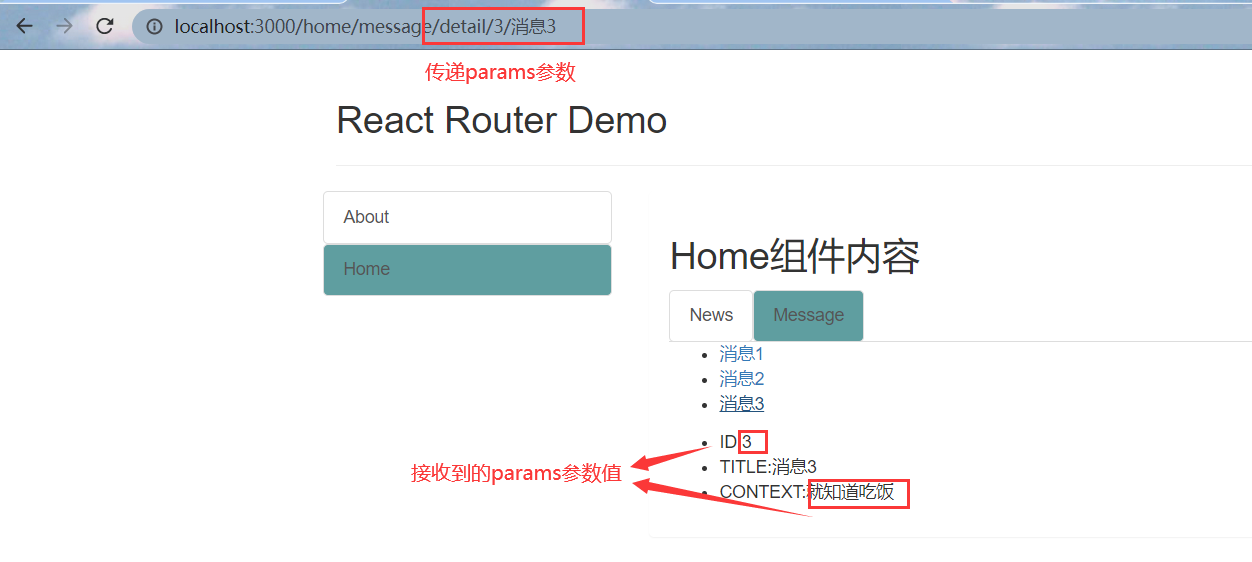 localhost:3000/home/message/detail/3/消息3
传递params参数
React Router Demo
About
Home
Home组件内容
News Message
消息1
消息2
消息3
ID:3
TITLE:消息3
接收到的params参数值
CONTEXT:就知道吃饭